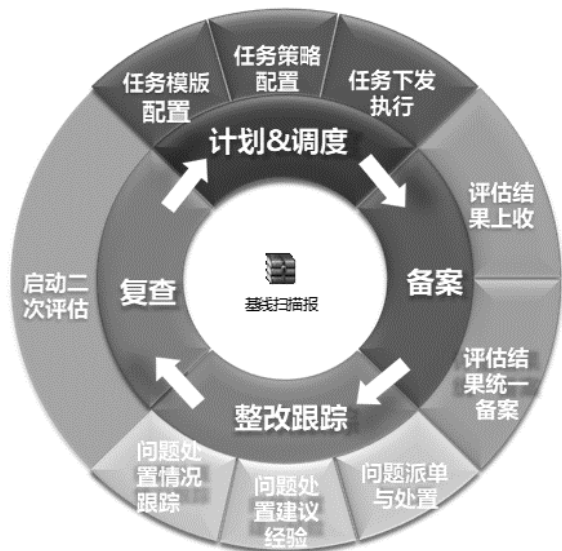 任务模版
配置
任务策略
配置
任务下发
执行
计划&调度
评估结
果上收
备案
评估结
果统一
备案
问题派单
与处置
整改跟踪
问题处
置建议
经验
问题处
置情况
跟踪
复查
启动二
次评估
基线扫描报